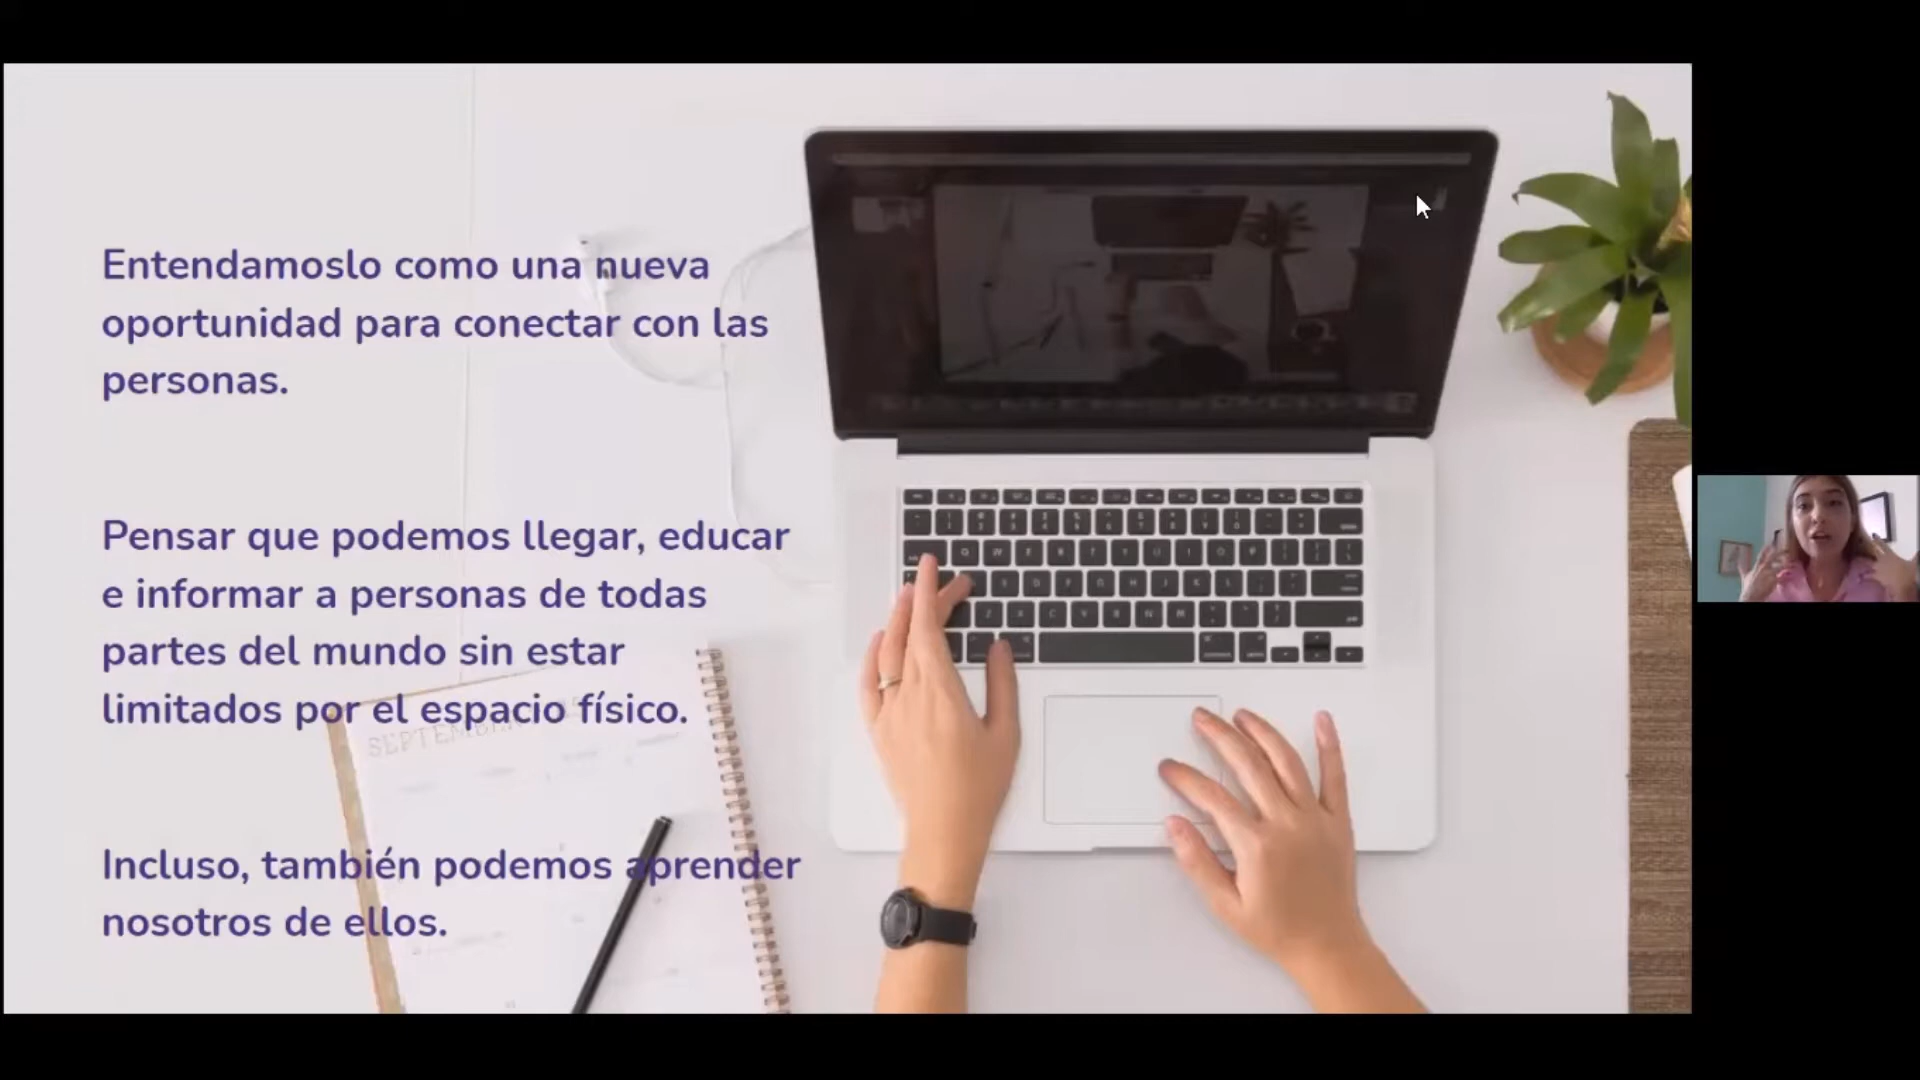 Entendamoslo como una nueva
oportunidad para conectar con las
personas.
Pensar que podemos llegar, educar
e informar a personas de todas
partes del mundo sin estar
limitados por el espacio físico.
Incluso, también podemos aprender
nosotros de ellos.